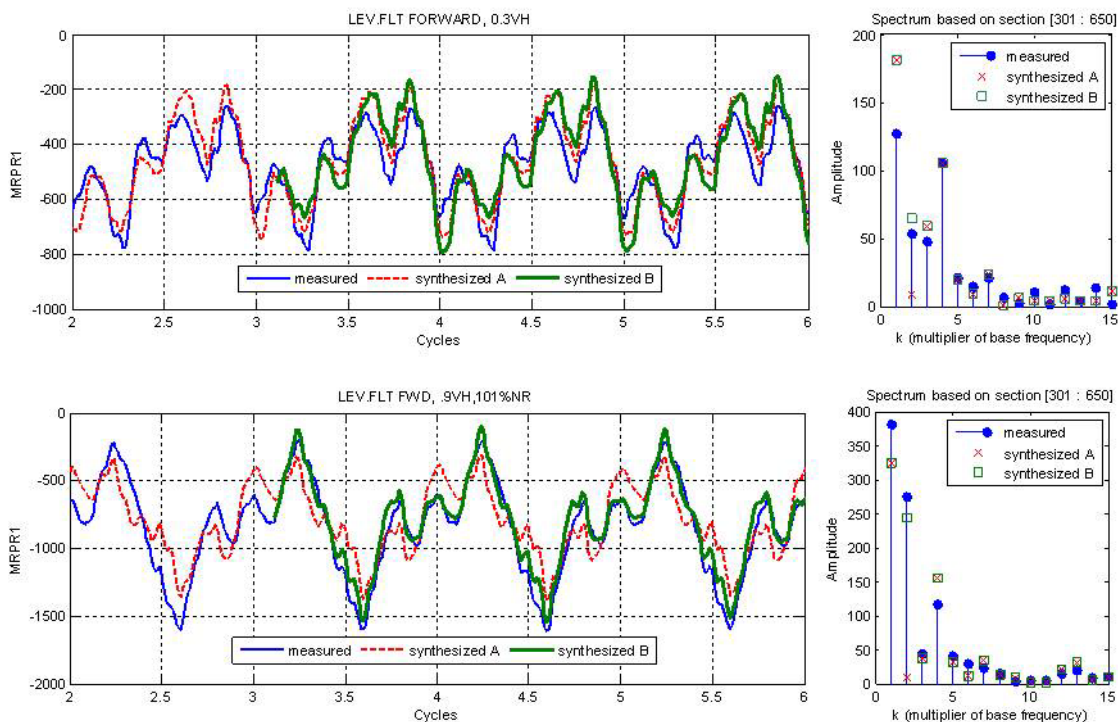 LEV.FLT FORWARD, 0.3VH
0
-200
-400
-600
-800
-1000
MRPR1
measured synthesized A synthesized B
2 2.5 3 3.5 4 4.5 5 5.5 6
Cycles
Spectrum based on section [301 : 650]
200
150
100
50
0
Amplitude
measured
synthesized A
synthesized B
0 5 10 15
k (multiplier of base frequency)
LEV.FLT FWD, .9VH,101%NR
0
-500
-1000
-1500
-2000
MRPR1
measured synthesized A synthesized B
2 2.5 3 3.5 4 4.5 5 5.5 6
Cycles
Spectrum based on section [301 : 650]
400
350
300
250
200
150
100
50
0
Amplitude
measured
synthesized A
synthesized B
0 5 10 15
k (multiplier of base frequency)